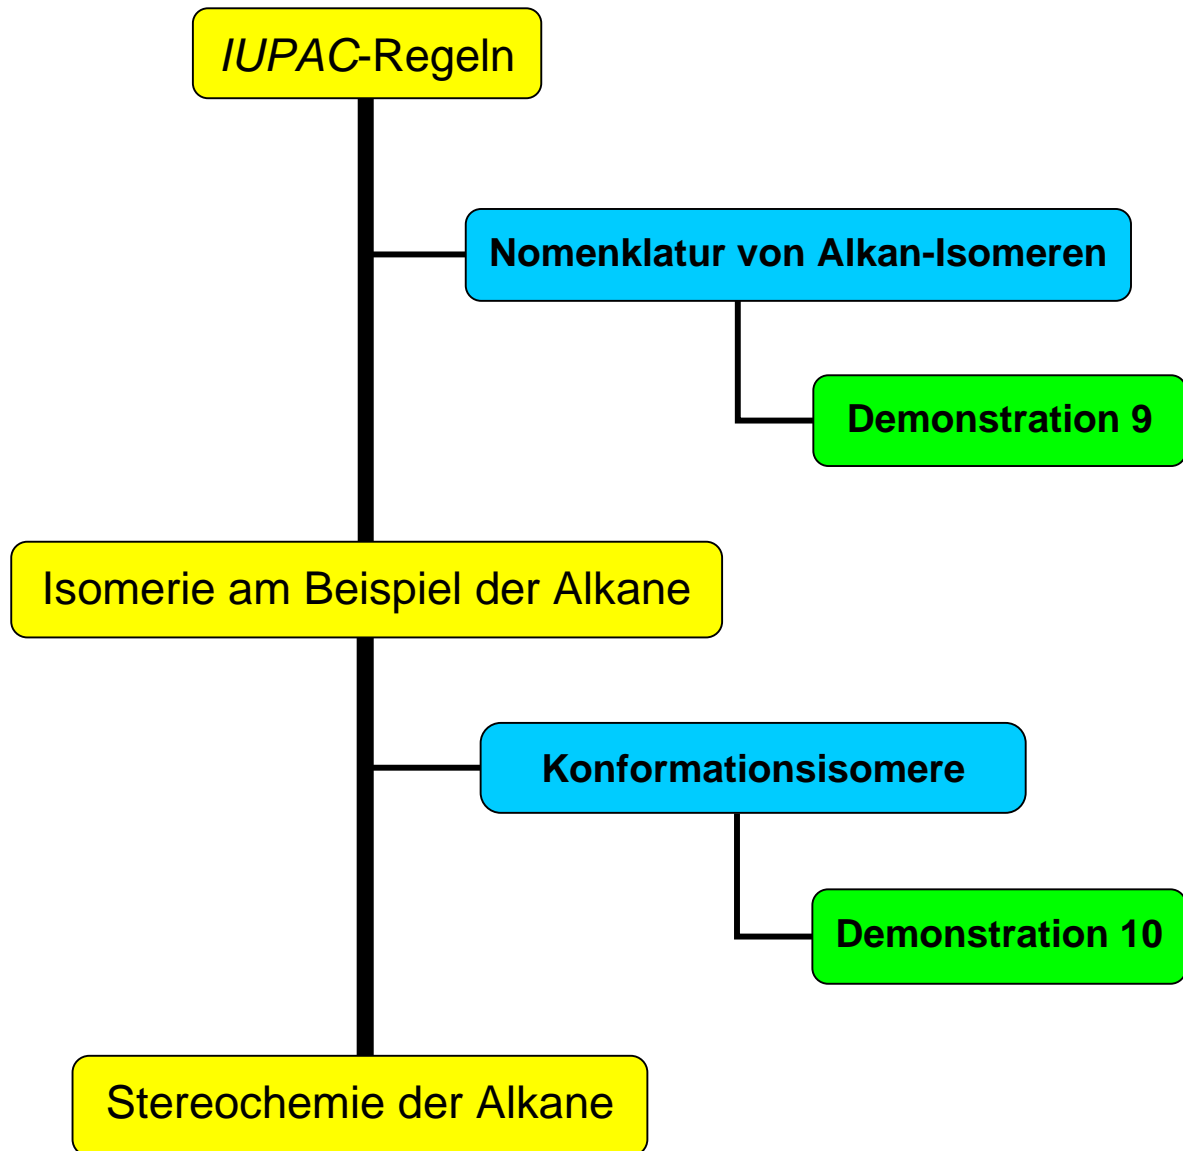 IUPAC-Regeln
Nomenklatur von Alkan-Isomeren
Demonstration 9
Isomerie am Beispiel der Alkane
Konformationsisomere
Demonstration 10
Stereochemie der Alkane